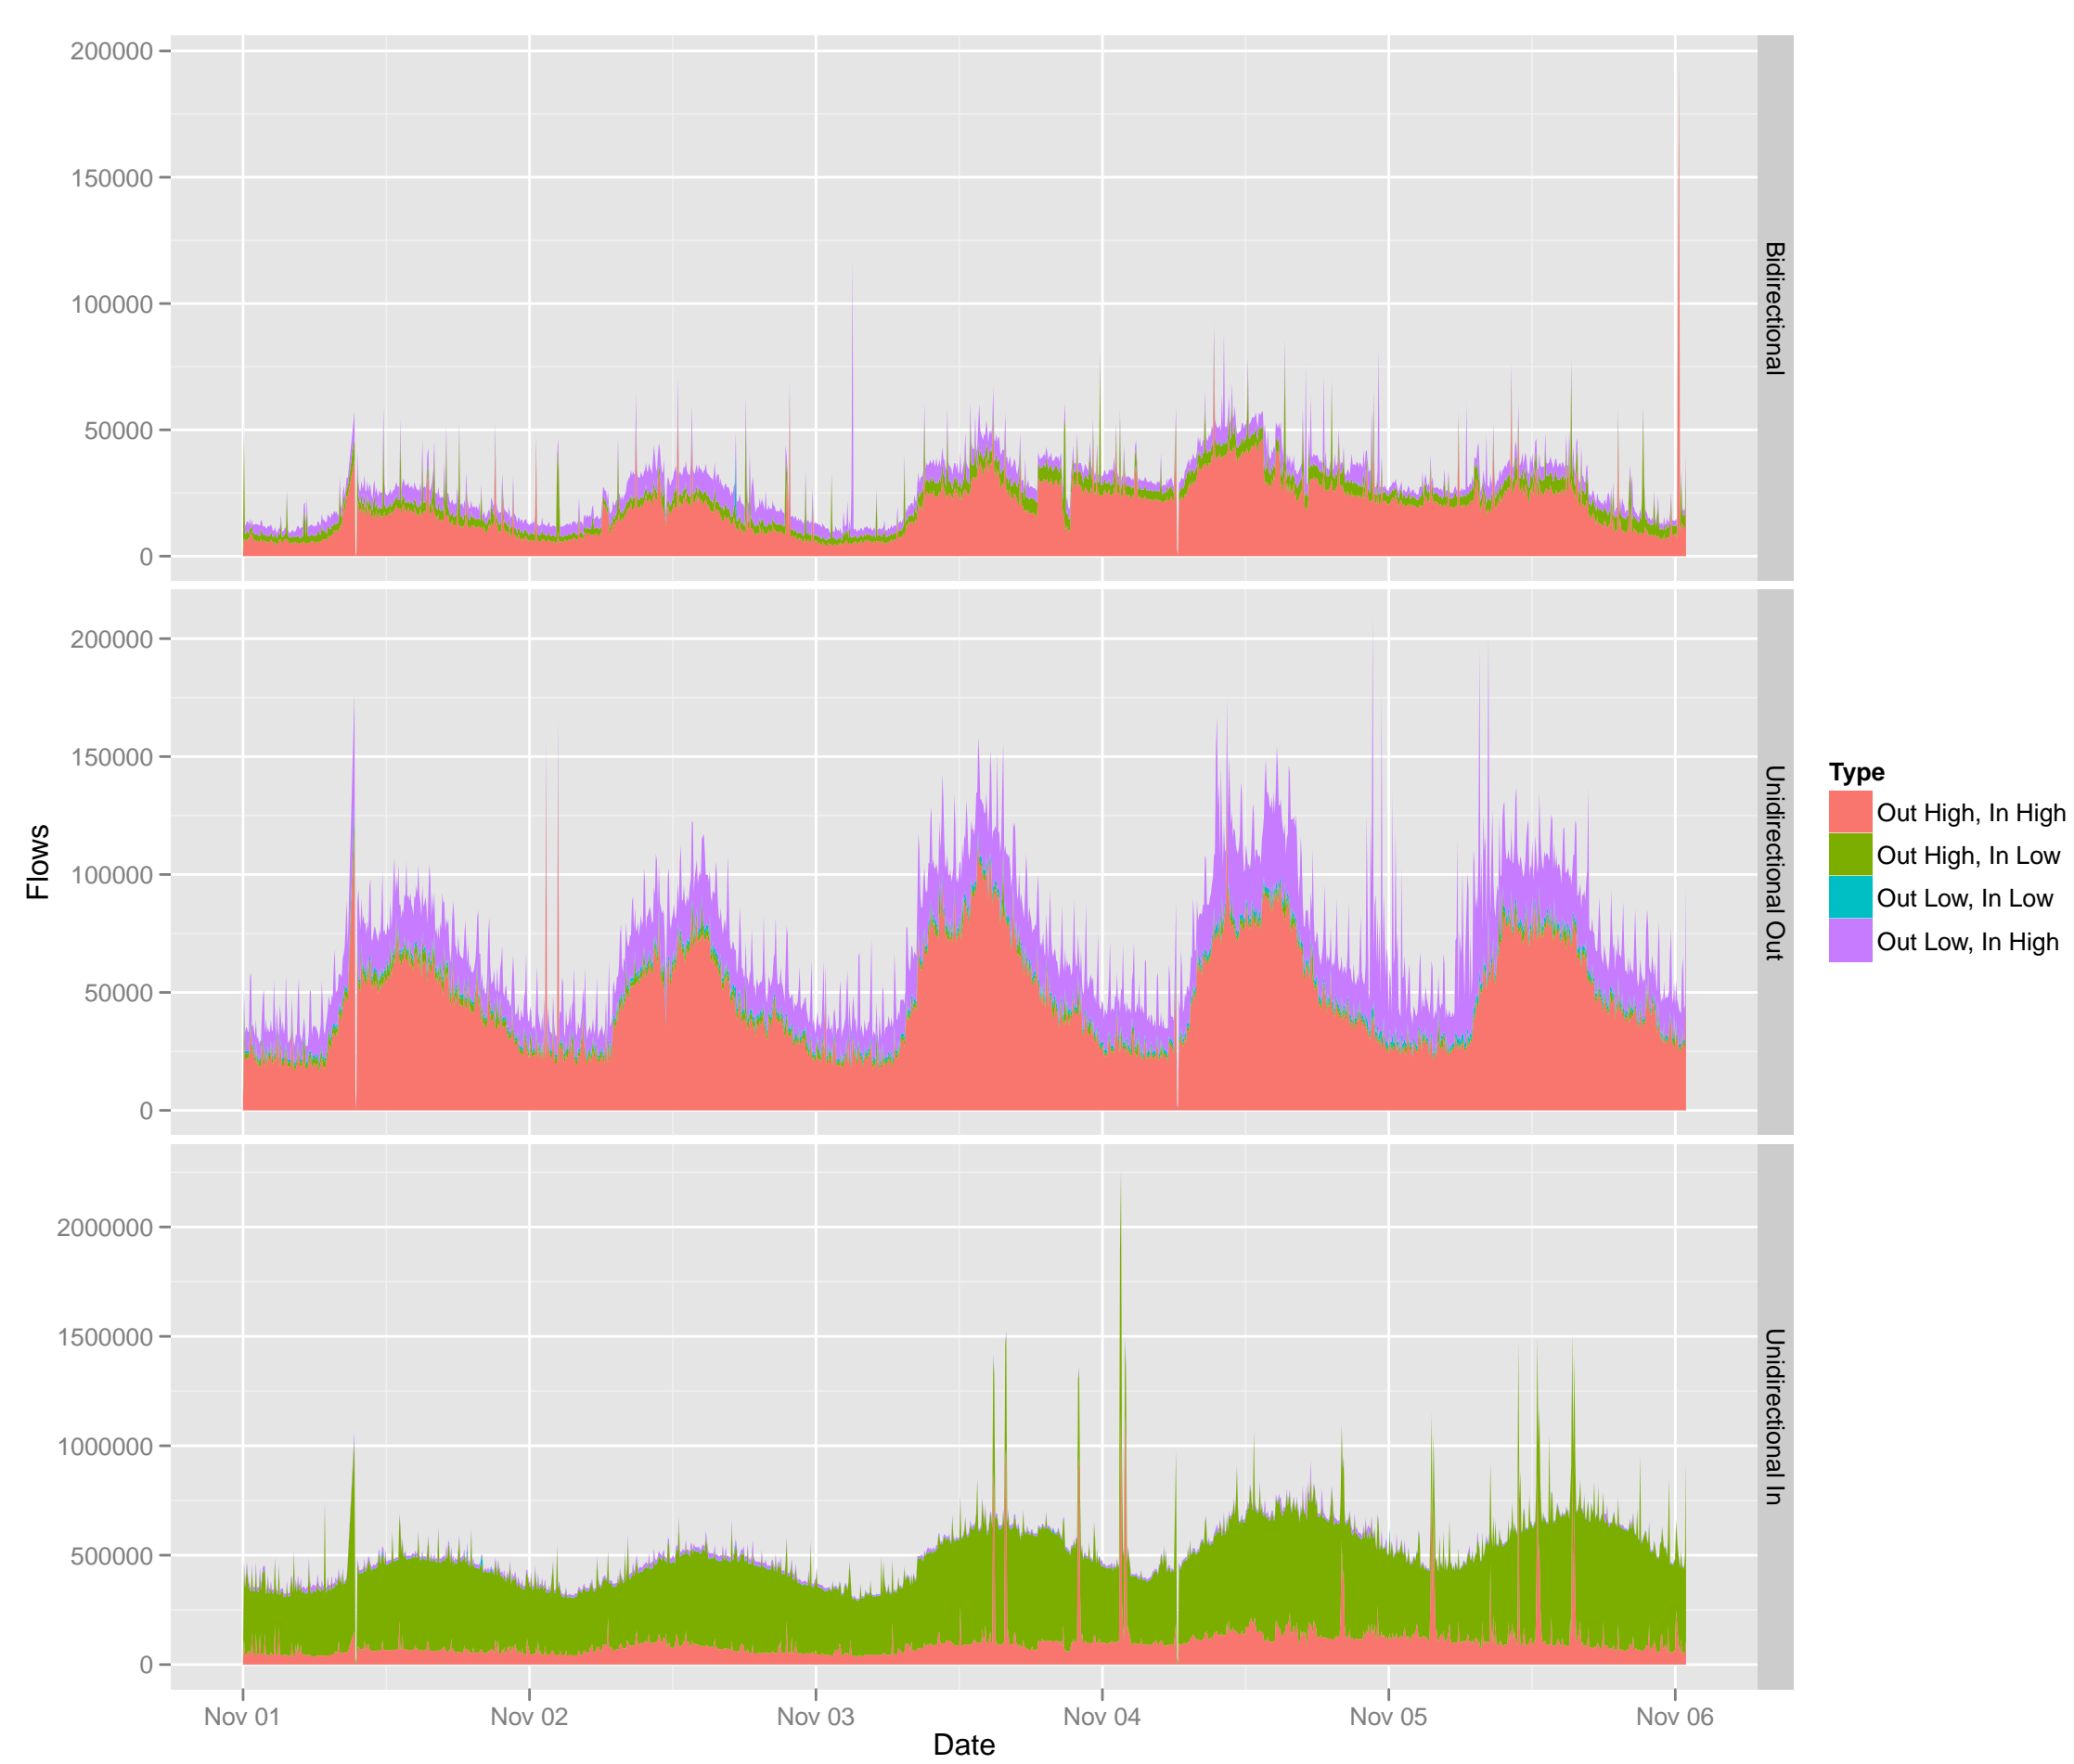 200000
150000
100000
50000
0
Bidirectional
200000
150000
100000
50000
0
Unidirectional Out
2000000
1500000
1000000
500000
0
Unidirectional In
Flows
Nov 01
Nov 02
Nov 03
Nov 04
Nov 05
Nov 06
Date
Type
Out High, In High
Out High, In Low
Out Low, In Low
Out Low, In High